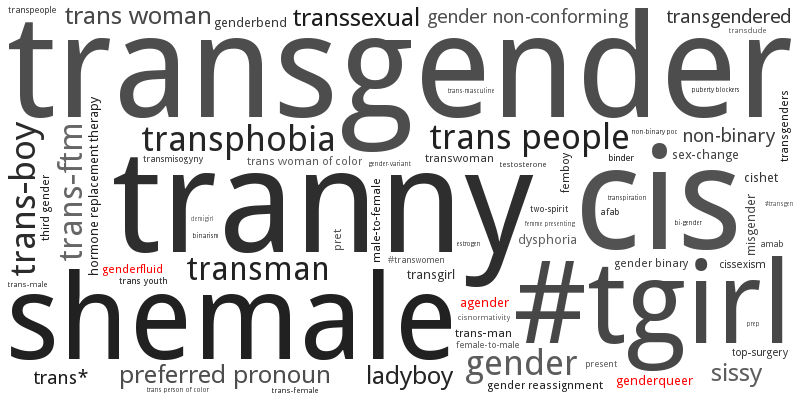 transpeople
trans woman
genderbend
transsexual
gender non-conforming
transgendered
transdude
transgender
trans-masculine
puberty blockers
transgenders
hormone replacement therapy
trans-boy
third gender
trans-ftm
transphobia
trans people
non-binary poc
non-binary
transmisogyny
trans woman of color
gender-variant
transwoman
testosterone
femboy
binder
sex-change
tranny
cis
cishet
demigirl
binarism
pret
male-to-female
estrogen
two-spirit
femme presenting
dysphoria
transpiration
afab
bi-gender
misgender
#transgen
amab
genderfluid
trans youth
transman
#transwomen
transgirl
gender binary
cissexism
trans-male
shemale
agender
cisnormativity
trans-man
female-to-male
#tgirl
prep
top-surgery
trans*
preferred pronoun
trans person of color
trans-female
ladyboy
gender
present
gender reassignment
genderqueer
sissy